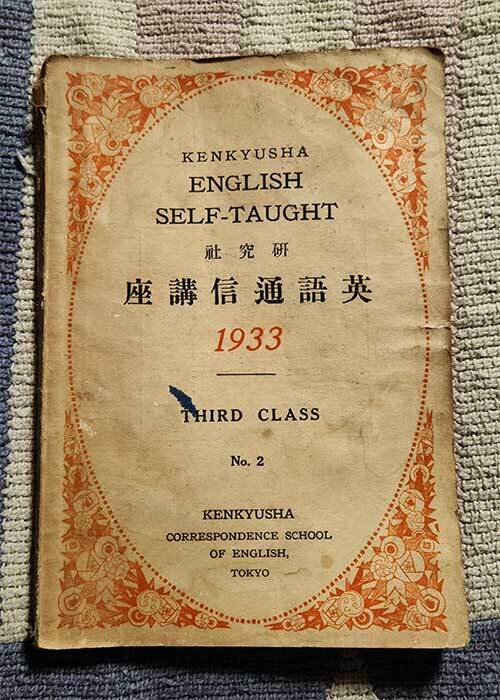 KENKYUSHA
ENGLISH
SELF-TAUGHT
研究社
英語通信講座
1933
THIRD CLASS
No. 2
KENKYUSHA
CORRESPONDENCE SCHOOL
OF ENGLISH,
TOKYO